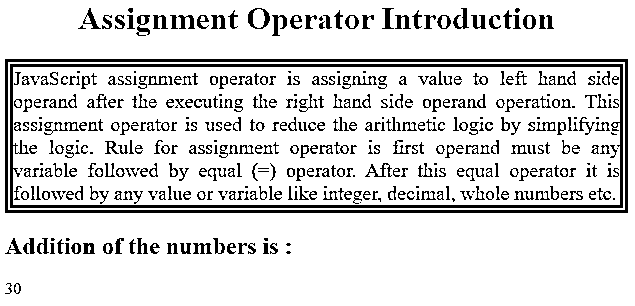 Assignment Operator Introduction
JavaScript assignment operator is assigning a value to left hand side
operand after the executing the right hand side operand operation. This
assignment operator is used to reduce the arithmetic logic by simplifying
the logic. Rule for assignment operator is first operand must be any
variable followed by equal (=) operator. After this equal operator it is
followed by any value or variable like integer, decimal, whole numbers etc.
Addition of the numbers is :
30